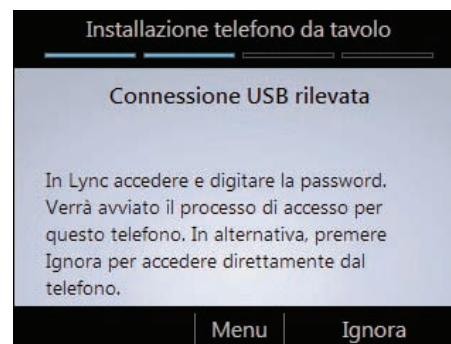 Installazione telefono da tavolo
Connessione USB rilevata
In Lync accedere e digitare la password.
Verrà avviato il processo di accesso per
questo telefono. In alternativa, premere
Ignora per accedere direttamente dal
telefono.
Menu Ignora